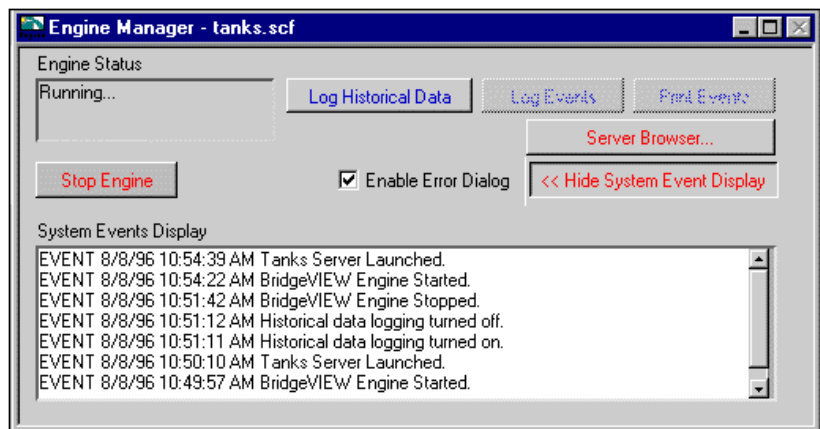 Engine Manager - tanks.scf
Engine Status
Running...
Log Historical Data
Log Events
Print Events
Server Browser...
Stop Engine
Enable Error Dialog
<< Hide System Event Display
System Events Display
EVENT 8/8/96 10:54:39 AM Tanks Server Launched.
EVENT 8/8/96 10:54:22 AM BridgeVIEW Engine Started.
EVENT 8/8/96 10:51:42 AM BridgeVIEW Engine Stopped.
EVENT 8/8/96 10:51:12 AM Historical data logging turned off.
EVENT 8/8/96 10:51:11 AM Historical data logging turned on.
EVENT 8/8/96 10:50:10 AM Tanks Server Launched.
EVENT 8/8/96 10:49:57 AM BridgeVIEW Engine Started.